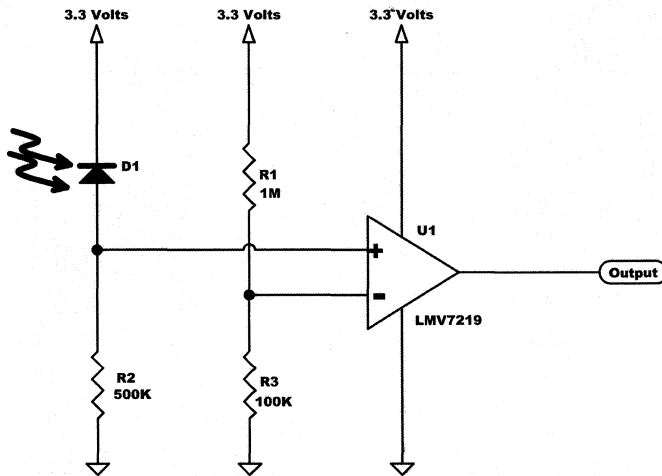 3.3 Volts
3.3 Volts
3.3 Volts
D1
R1
1M
U1
+
-
Output
LMV7219
R2
500K
R3
100K